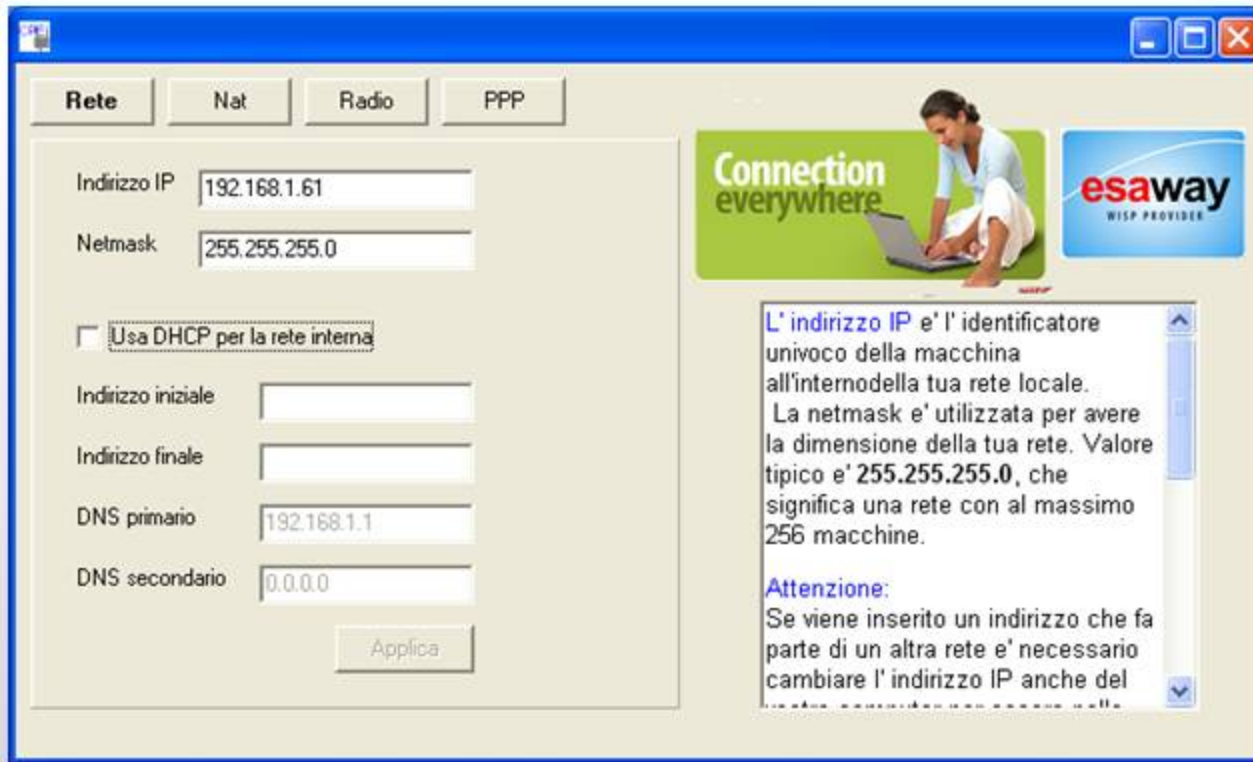 Rete Nat Radio PPP
Indirizzo IP 192.168.1.61
Netmask 255.255.255.0
Usa DHCP per la rete interna
Indirizzo iniziale
Indirizzo finale
DNS primario 192.168.1.1
DNS secondario 0.0.0.0
Applica
Connection
everywhere
esaway
WISP PROVIDER
L' indirizzo IP e' l' identificatore
univoco della macchina
all'internodella tua rete locale.
La netmask e' utilizzata per avere
la dimensione della tua rete. Valore
tipico e' 255.255.255.0, che
significa una rete con al massimo
256 macchine.
Attenzione:
Se viene inserito un indirizzo che fa
parte di un altra rete e' necessario
cambiare l' indirizzo IP anche del